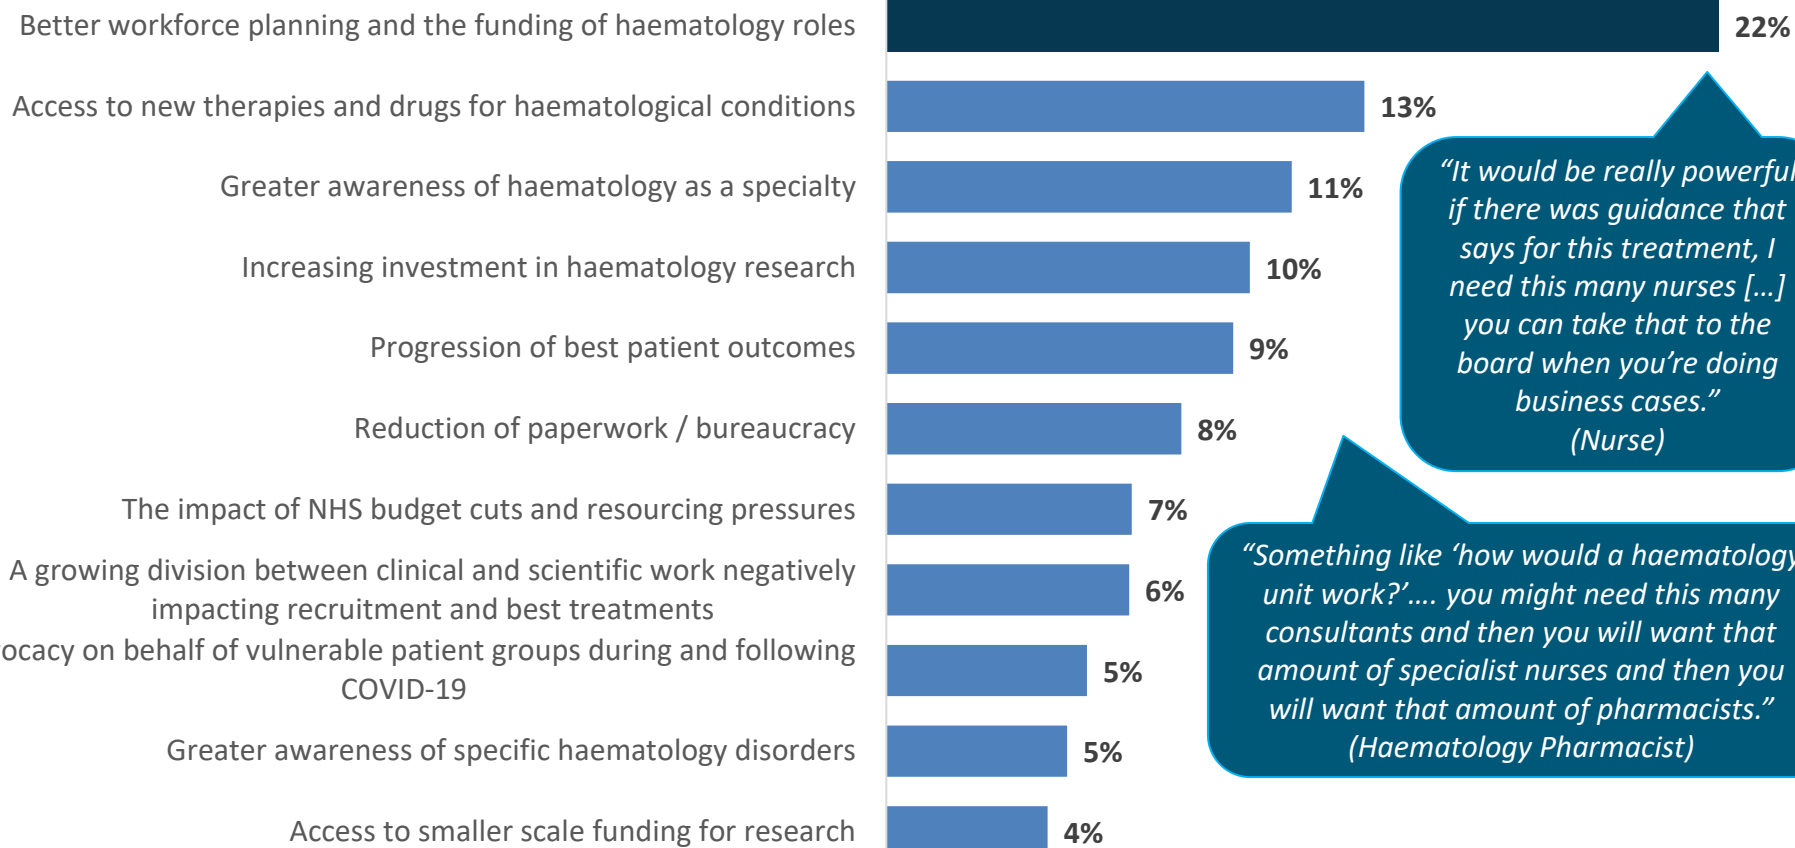 Better workforce planning and the funding of haematology roles
22%
Access to new therapies and drugs for haematological conditions
13%
Greater awareness of haematology as a specialty
11%
Increasing investment in haematology research
10%
Progression of best patient outcomes
9%
Reduction of paperwork / bureaucracy
8%
The impact of NHS budget cuts and resourcing pressures
7%
A growing division between clinical and scientific work negatively
impacting recruitment and best treatments
6%
ocacy on behalf of vulnerable patient groups during and following
COVID-19
5%
Greater awareness of specific haematology disorders
5%
Access to smaller scale funding for research
4%
“It would be really powerful
if there was guidance that
says for this treatment, I
need this many nurses […]
you can take that to the
board when you’re doing
business cases.”
(Nurse)
“Something like ‘how would a haematology
unit work?’…. you might need this many
consultants and then you will want that
amount of specialist nurses and then you
will want that amount of pharmacists.”
(Haematology Pharmacist)